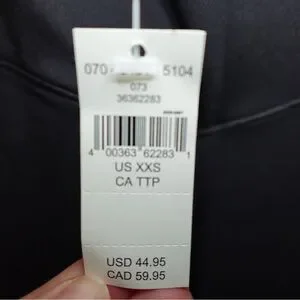 070 5104
073
36362283
4 00363 62283 1
US XXS
CA TTP
USD 44.95
CAD 59.95